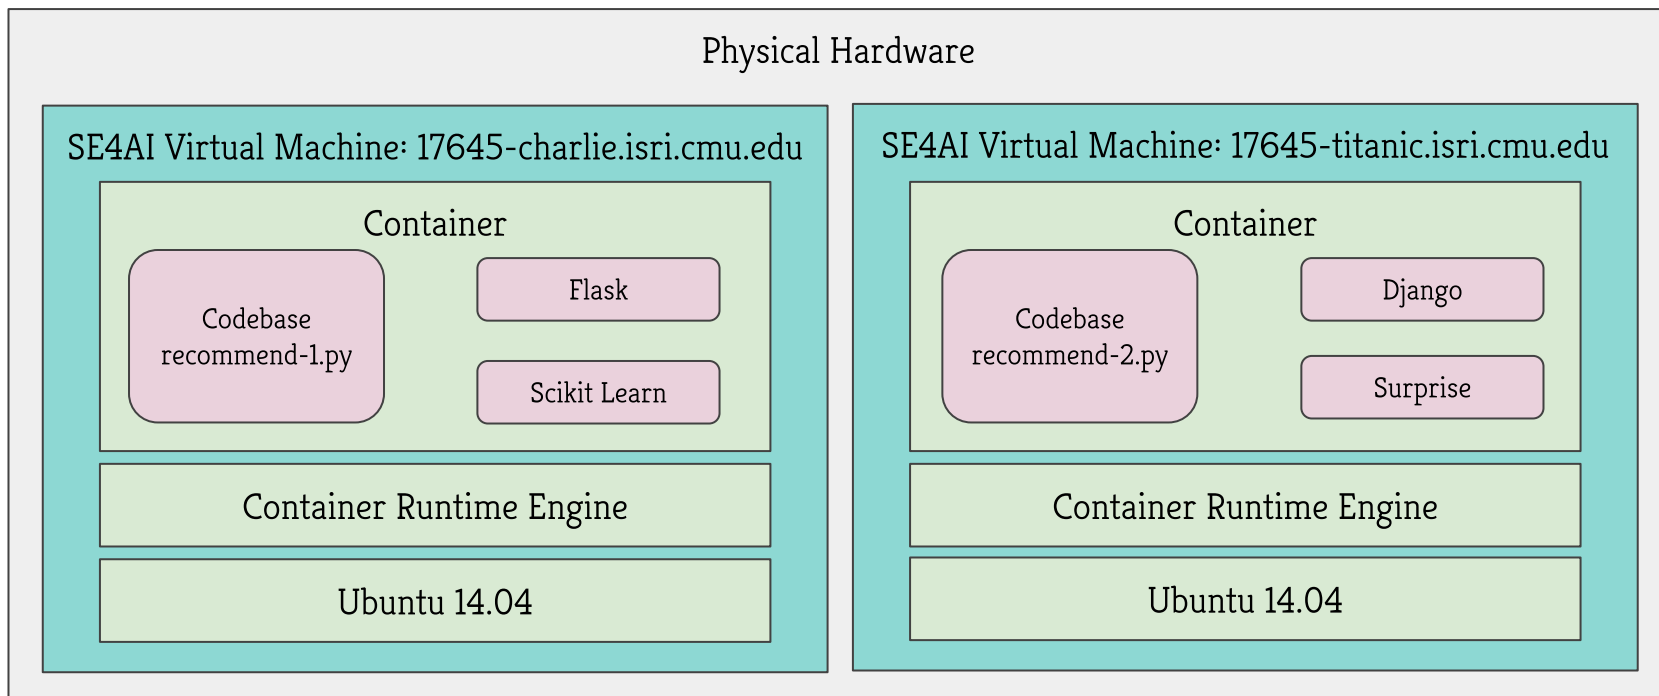 Physical Hardware
SE4AI Virtual Machine: 17645-charlie.isri.cmu.edu
Container
Codebase
recommend-1.py
Flask
Scikit Learn
Container Runtime Engine
Ubuntu 14.04
SE4AI Virtual Machine: 17645-titanic.isri.cmu.edu
Container
Codebase
recommend-2.py
Django
Surprise
Container Runtime Engine
Ubuntu 14.04